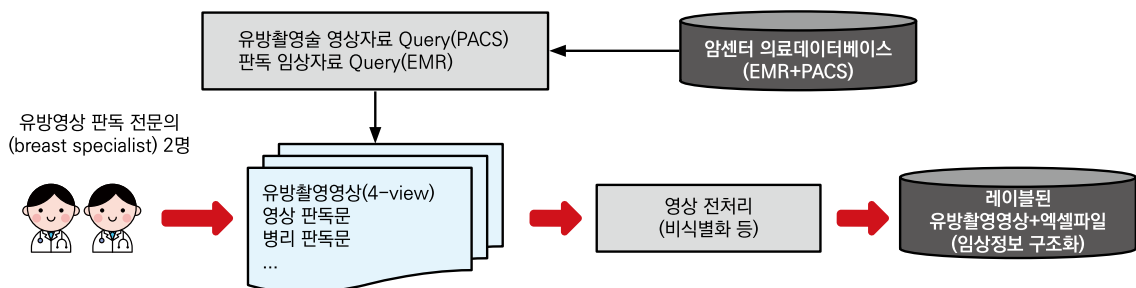 유방촬영술 영상자료 Query(PACS)
판독 임상자료 Query(EMR)
암센터 의료데이터베이스
(EMR+PACS)
유방영상 판독 전문의
(breast specialist) 2명
유방촬영영상(4-view)
영상 판독문
병리 판독문
...
영상 전처리
(비식별화 등)
레이블된
유방촬영영상+엑셀파일
(임상정보 구조화)